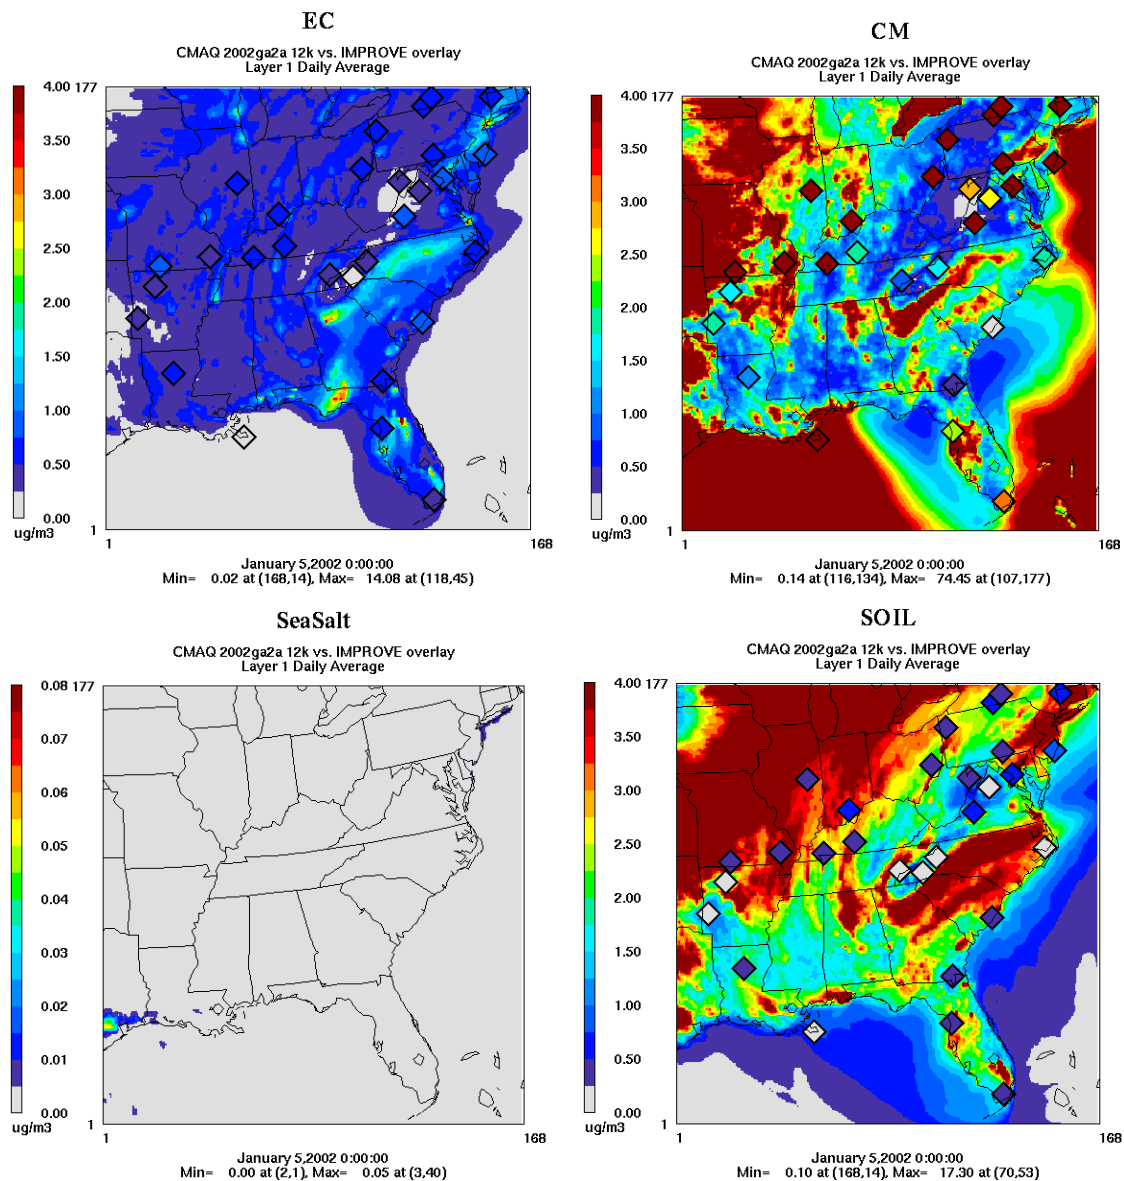 EC
CMAQ 2002ga2a 12k vs. IMPROVE overlay
Layer 1 Daily Average
4.00 177
3.50
3.00
2.50
2.00
1.50
1.00
0.50
0.00
ug/m3
1
1 168
January 5,2002 0:00:00
Min= 0.02 at (168,14), Max= 14.08 at (118,45)
CM
CMAQ 2002ga2a 12k vs. IMPROVE overlay
Layer 1 Daily Average
4.00 177
3.50
3.00
2.50
2.00
1.50
1.00
0.50
0.00
ug/m3
1
1 168
January 5,2002 0:00:00
Min= 0.14 at (116,134), Max= 74.45 at (107,177)
SeaSalt
CMAQ 2002ga2a 12k vs. IMPROVE overlay
Layer 1 Daily Average
0.08 177
0.07
0.06
0.05
0.04
0.03
0.02
0.01
0.00
ug/m3
1
1 168
January 5,2002 0:00:00
Min= 0.00 at (2,1), Max= 0.05 at (3,40)
SOIL
CMAQ 2002ga2a 12k vs. IMPROVE overlay
Layer 1 Daily Average
4.00 177
3.50
3.00
2.50
2.00
1.50
1.00
0.50
0.00
ug/m3
1
1 168
January 5,2002 0:00:00
Min= 0.10 at (168,14), Max= 17.30 at (70,53)